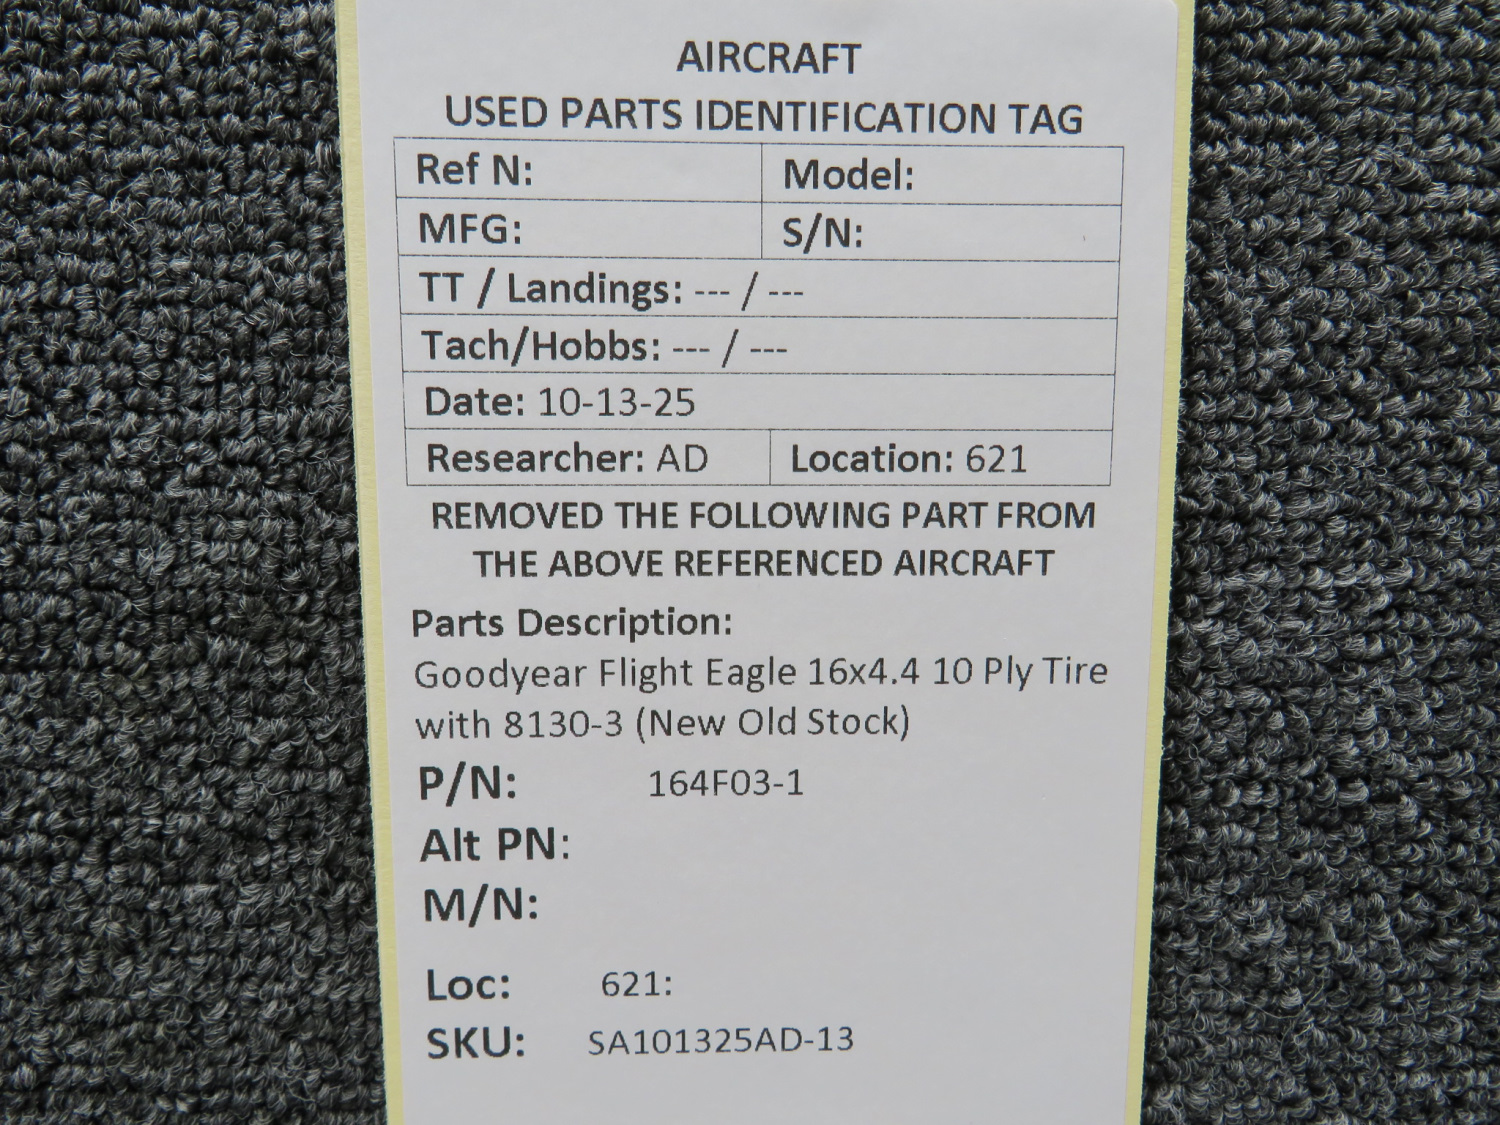 AIRCRAFT
USED PARTS IDENTIFICATION TAG
Ref N: Model:
MFG: S/N:
TT / Landings: --- / ---
Tach/Hobbs: --- / ---
Date: 10-13-25
Researcher: AD Location: 621
REMOVED THE FOLLOWING PART FROM
THE ABOVE REFERENCED AIRCRAFT
Parts Description:
Goodyear Flight Eagle 16x4.4 10 Ply Tire
with 8130-3 (New Old Stock)
P/N: 164F03-1
Alt PN:
M/N:
Loc: 621:
SKU: SA101325AD-13